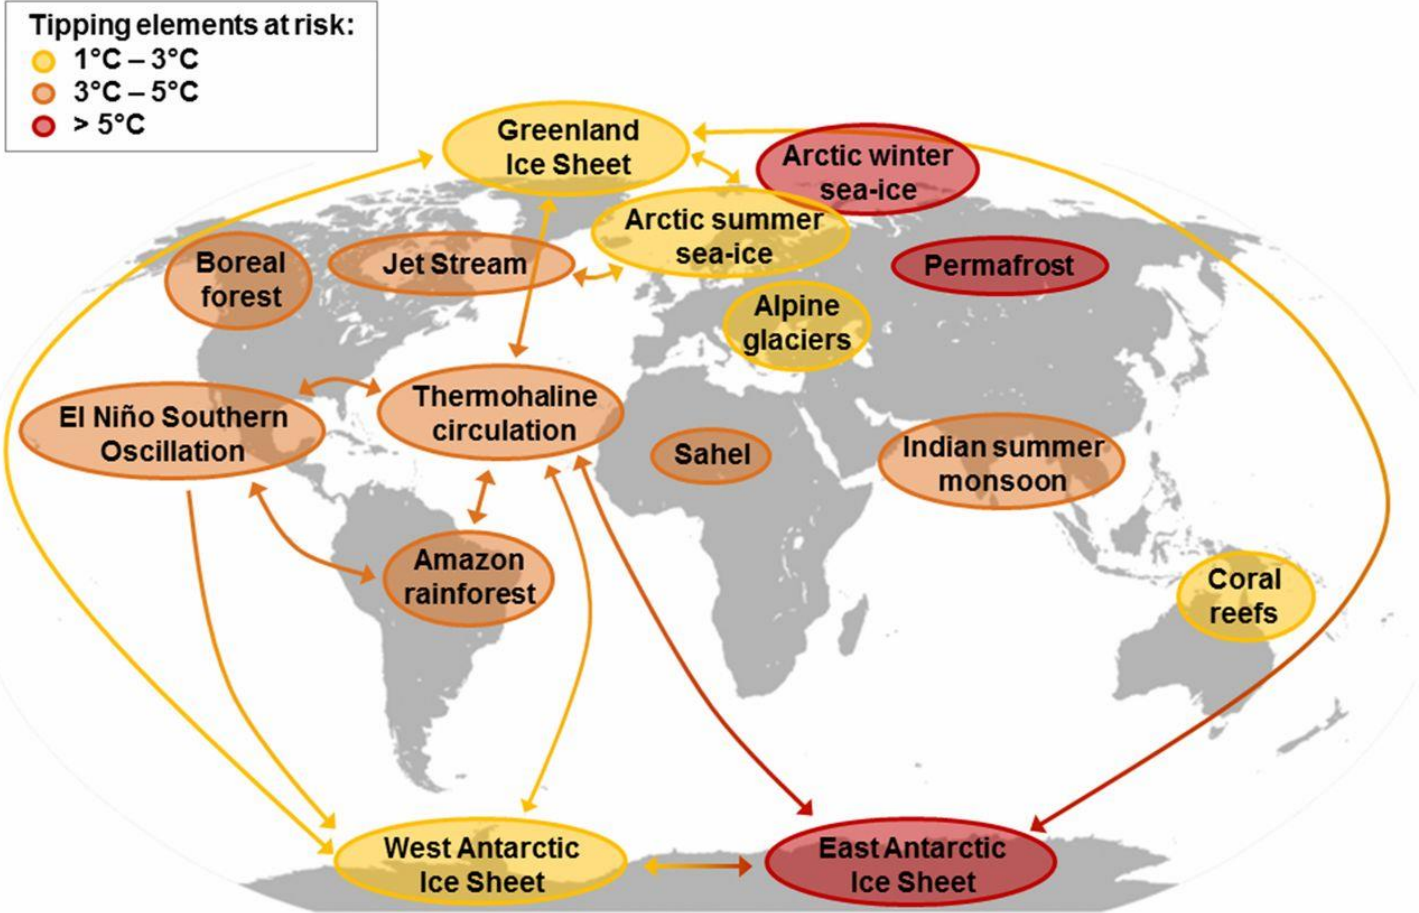 Tipping elements at risk:
1°C – 3°C
3°C – 5°C
> 5°C
Greenland
Ice Sheet
Arctic winter
sea-ice
Arctic summer
sea-ice
Boreal
forest
Jet Stream
Permafrost
Alpine
glaciers
El Niño Southern
Oscillation
Thermohaline
circulation
Sahel
Indian summer
monsoon
Amazon
rainforest
Coral
reefs
West Antarctic
Ice Sheet
East Antarctic
Ice Sheet